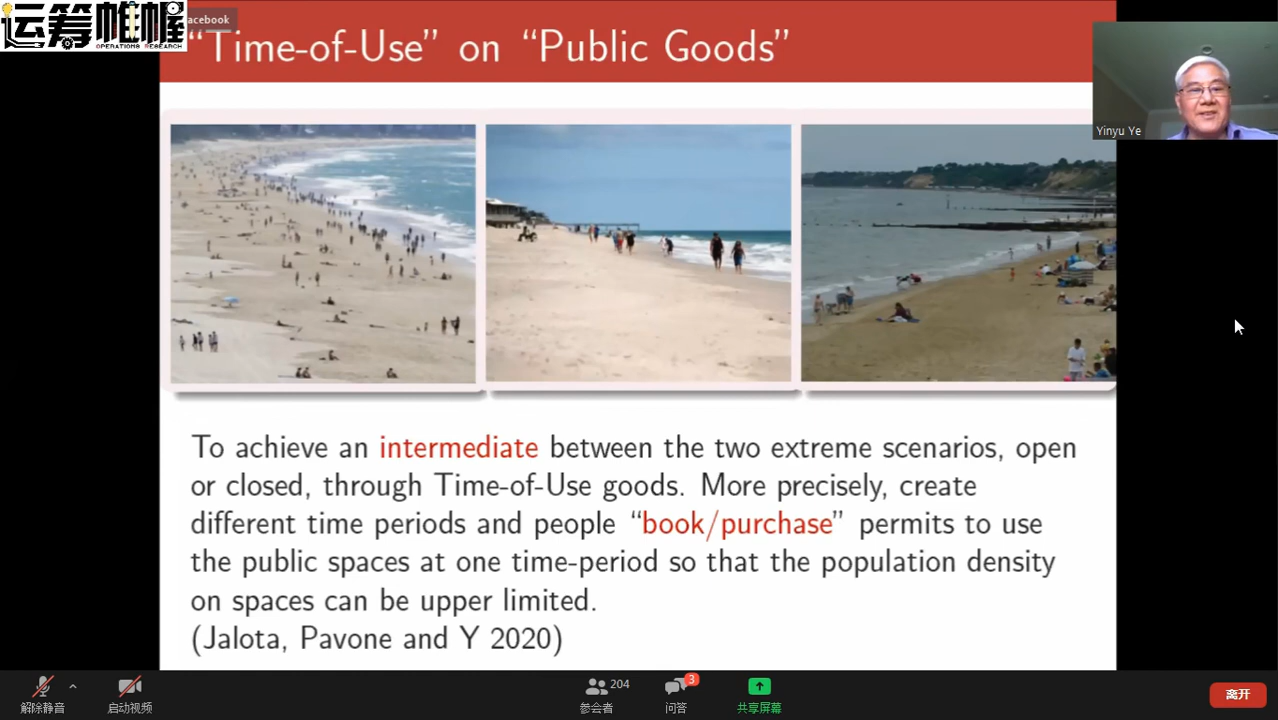 运筹帷幄
OPERATIONS RESEARCH
acebook
“Time-of-Use” on “Public Goods”
Yinyu Ye
To achieve an intermediate between the two extreme scenarios, open
or closed, through Time-of-Use goods. More precisely, create
different time periods and people “book/purchase” permits to use
the public spaces at one time-period so that the population density
on spaces can be upper limited.
(Jalota, Pavone and Y 2020)
解除静音
启动视频
204
参会者
3
问答
共享屏幕
离开